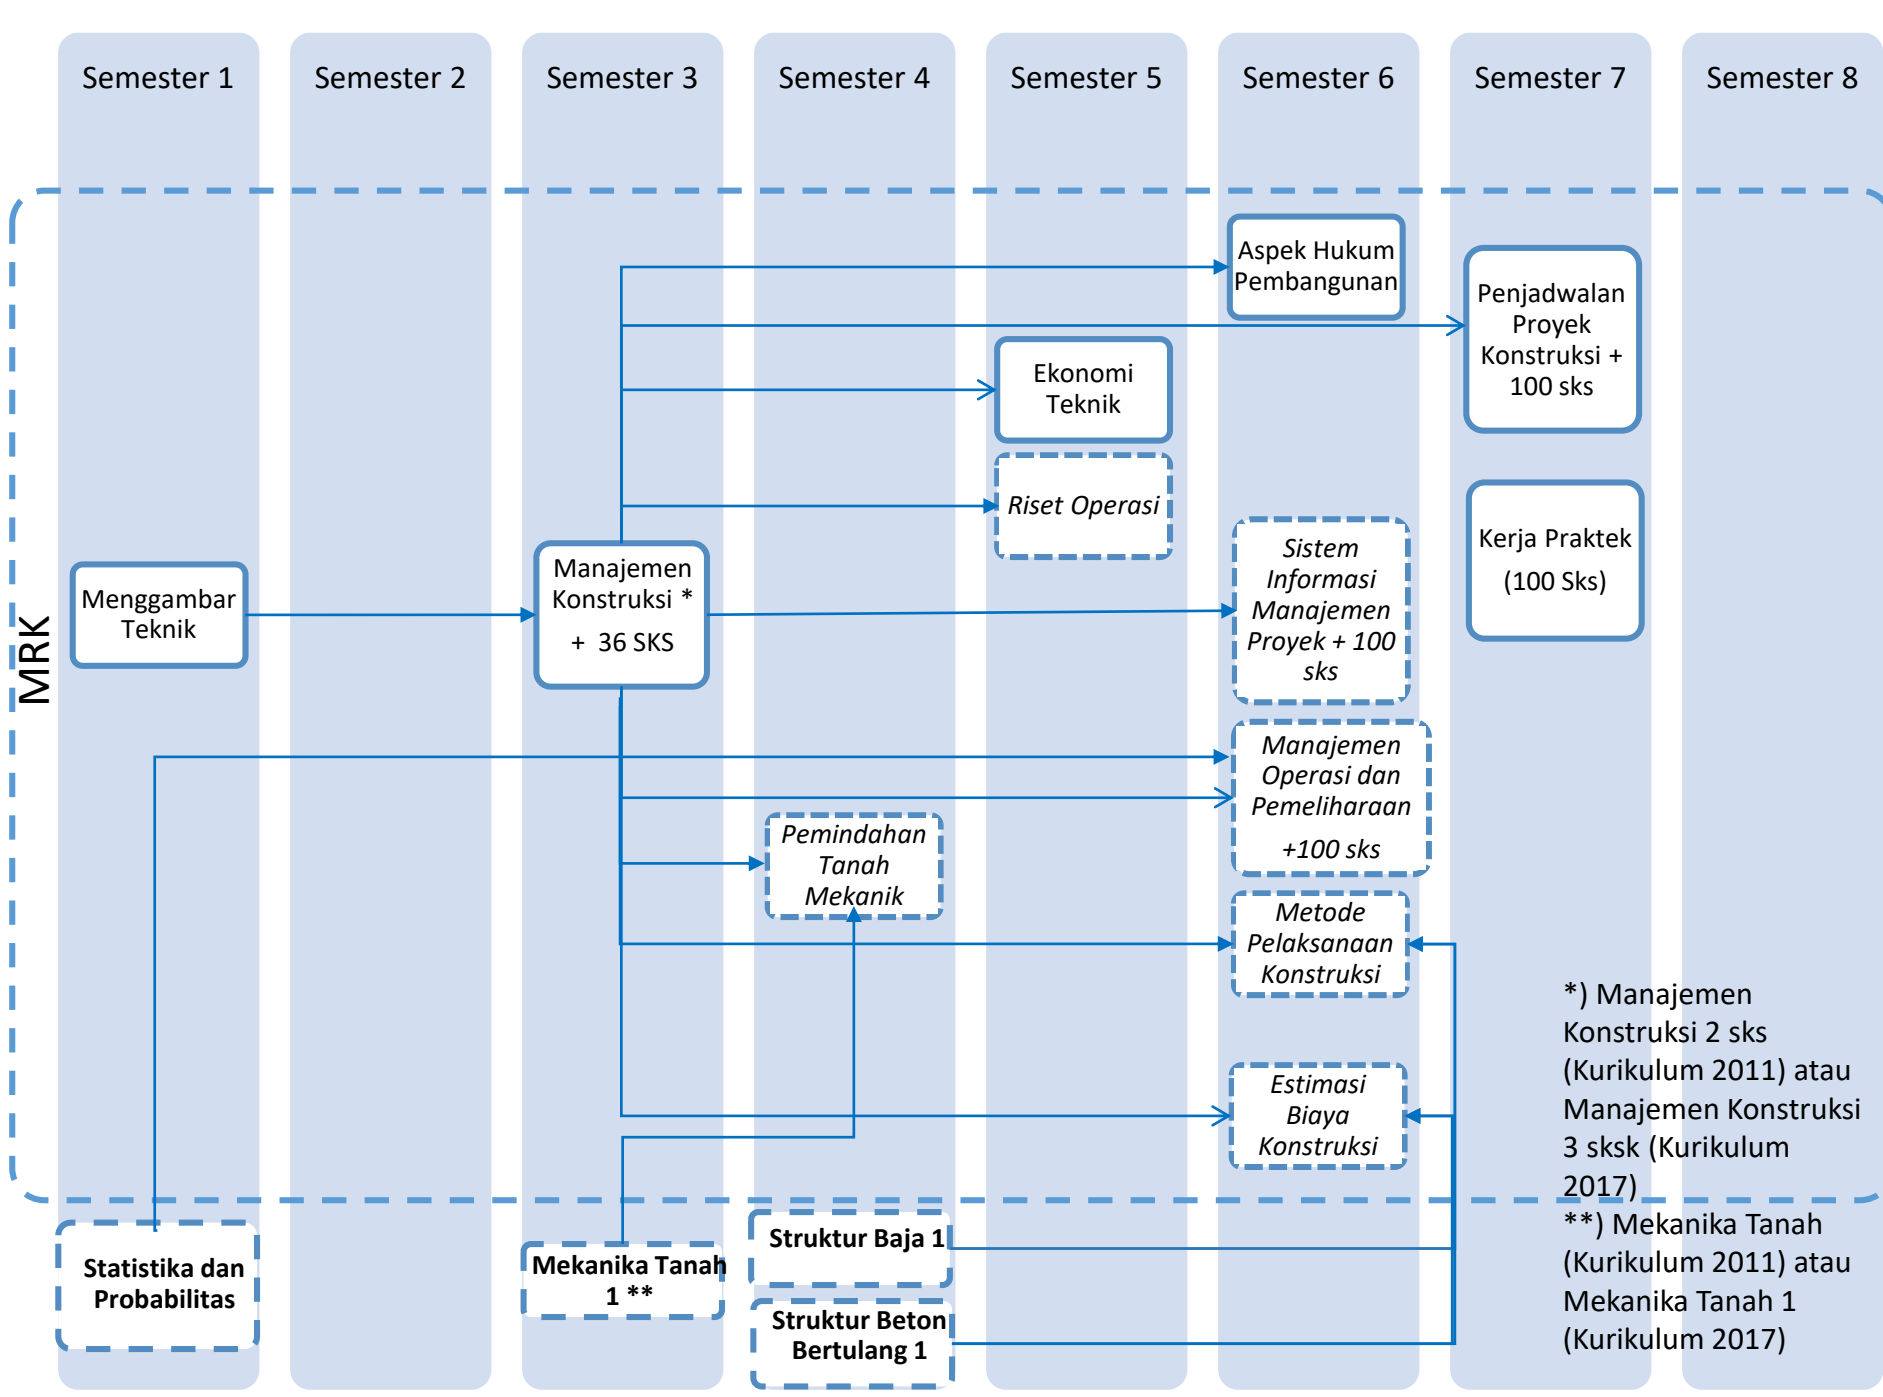 Semester 1
Semester 2
Semester 3
Semester 4
Semester 5
Semester 6
Semester 7
Semester 8
MRK
Aspek Hukum
Pembangunan
Penjadwalan
Proyek
Konstruksi +
100 sks
Ekonomi
Teknik
Riset Operasi
Kerja Praktek
(100 Sks)
Sistem
Informasi
Manajemen
Proyek + 100
sks
Menggambar
Teknik
Manajemen
Konstruksi *
+ 36 SKS
Manajemen
Operasi dan
Pemeliharaan
+100 sks
Pemindahan
Tanah
Mekanik
Metode
Pelaksanaan
Konstruksi
Estimasi
Biaya
Konstruksi
*) Manajemen
Konstruksi 2 sks
(Kurikulum 2011) atau
Manajemen Konstruksi
3 sksk (Kurikulum
2017)
**) Mekanika Tanah
(Kurikulum 2011) atau
Mekanika Tanah 1
(Kurikulum 2017)
Statistika dan
Probabilitas
Mekanika Tanah
1 **
Struktur Baja 1
Struktur Beton
Bertulang 1